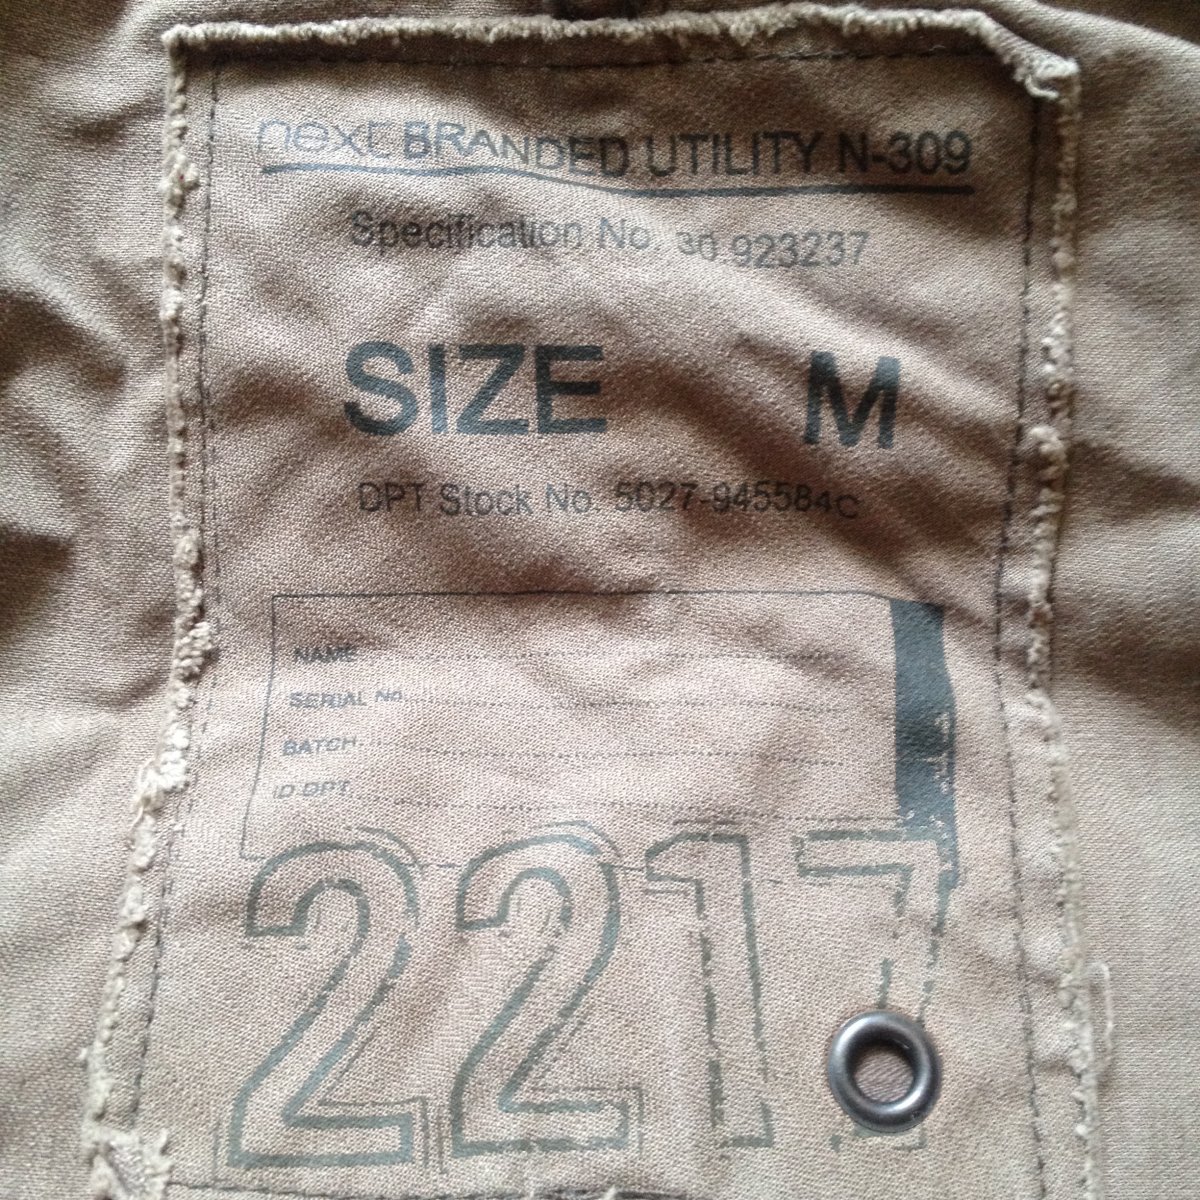 next BRANDED UTILITY N-309
Specification No. 30 923237
SIZE M
DPT Stock No. 5027-945584C
NAME
SERIAL No.
BATCH
ID DPT.
2217